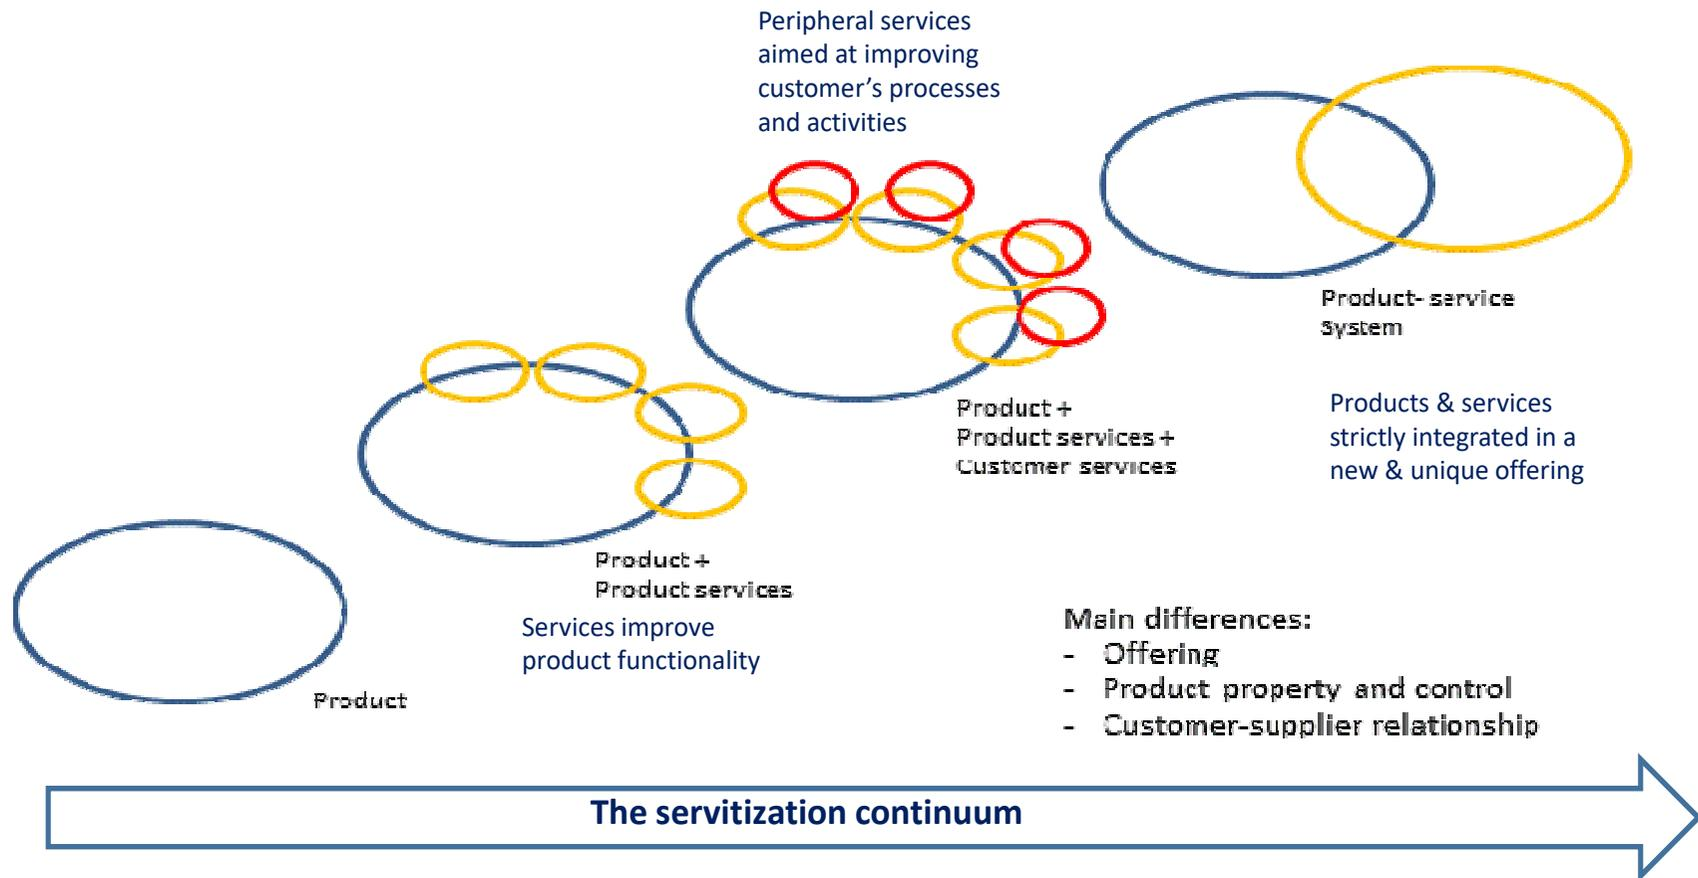 Peripheral services
aimed at improving
customer’s processes
and activities
Product- service
System
Product +
Product services +
Customer services
Products & services
strictly integrated in a
new & unique offering
Product +
Product services
Services improve
product functionality
Product
Main differences:
- Offering
- Product property and control
- Customer-supplier relationship
The servitization continuum